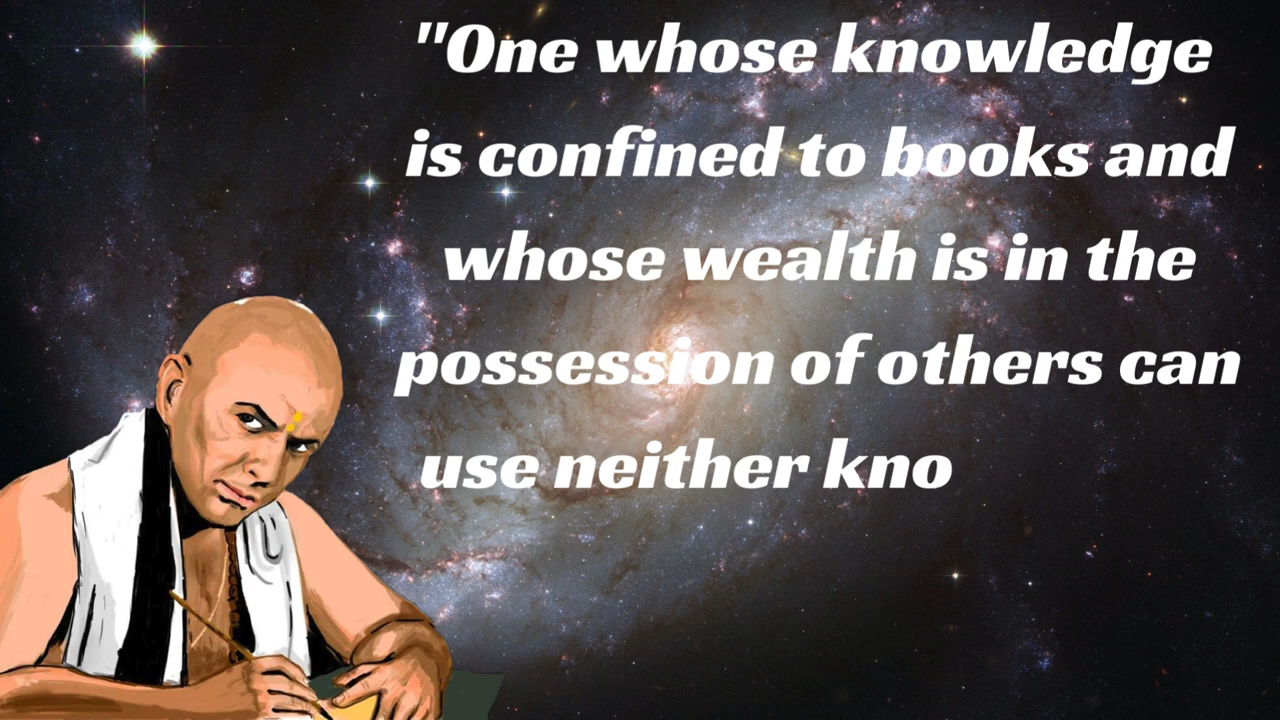 "One whose knowledge
is confined to books and
whose wealth is in the
possession of others can
use neither kno